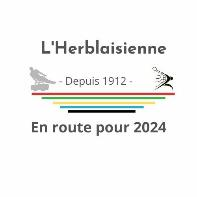 L'Herblaisienne
- Depuis 1912 -
En route pour 2024